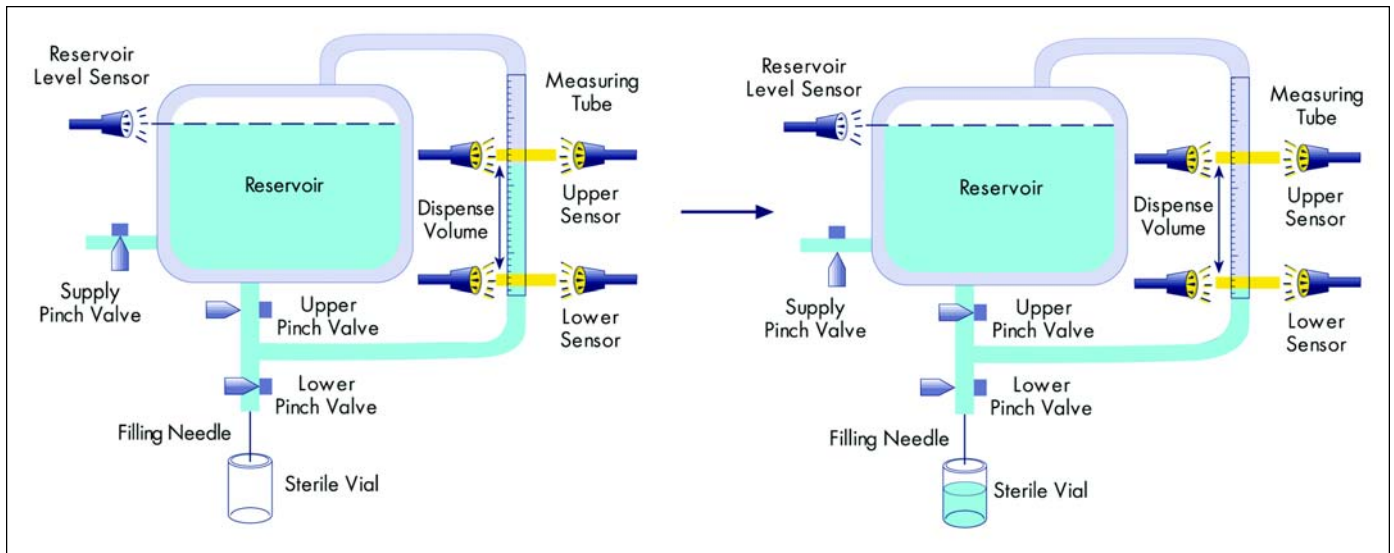 Reservoir
Level Sensor
Measuring
Tube
Reservoir
Upper
Sensor
Dispense
Volume
Supply
Pinch Valve
Upper
Pinch Valve
Lower
Sensor
Lower
Pinch Valve
Filling Needle
Sterile Vial
Reservoir
Level Sensor
Measuring
Tube
Reservoir
Upper
Sensor
Dispense
Volume
Supply
Pinch Valve
Upper
Pinch Valve
Lower
Sensor
Lower
Pinch Valve
Filling Needle
Sterile Vial